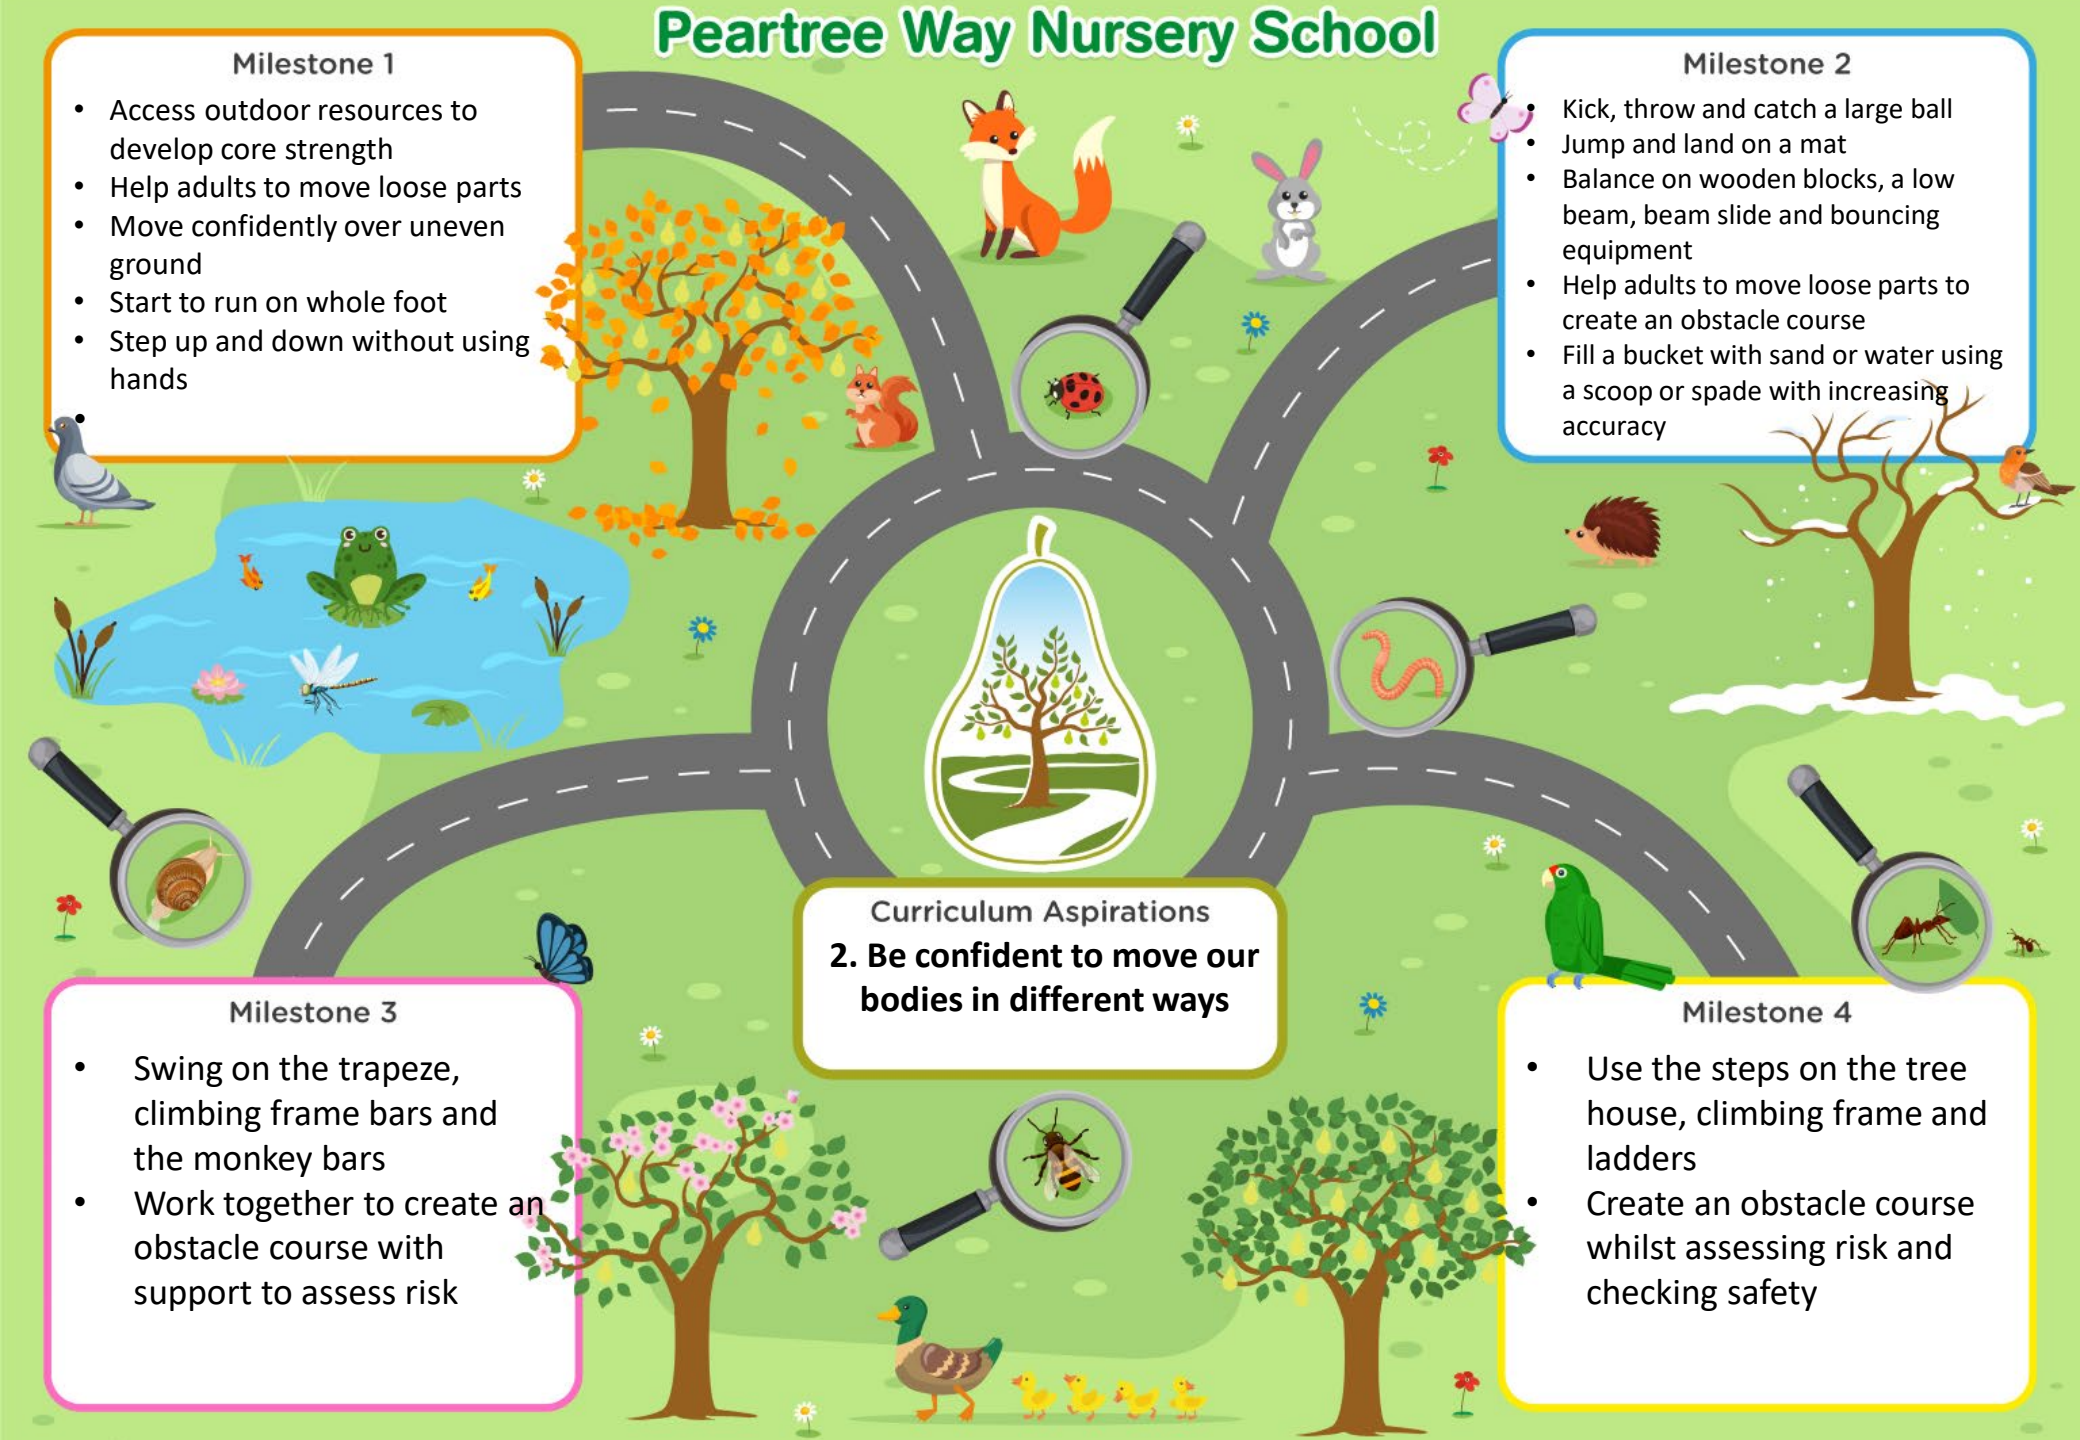 Peartree Way Nursery School
Milestone 1
• Access outdoor resources to
develop core strength
• Help adults to move loose parts
• Move confidently over uneven
ground
• Start to run on whole foot
• Step up and down without using
hands
•
Milestone 2
• Kick, throw and catch a large ball
• Jump and land on a mat
• Balance on wooden blocks, a low
beam, beam slide and bouncing
equipment
• Help adults to move loose parts to
create an obstacle course
• Fill a bucket with sand or water using
a scoop or spade with increasing
accuracy
Curriculum Aspirations
2. Be confident to move our
bodies in different ways
Milestone 3
• Swing on the trapeze,
climbing frame bars and
the monkey bars
• Work together to create an
obstacle course with
support to assess risk
Milestone 4
• Use the steps on the tree
house, climbing frame and
ladders
• Create an obstacle course
whilst assessing risk and
checking safety